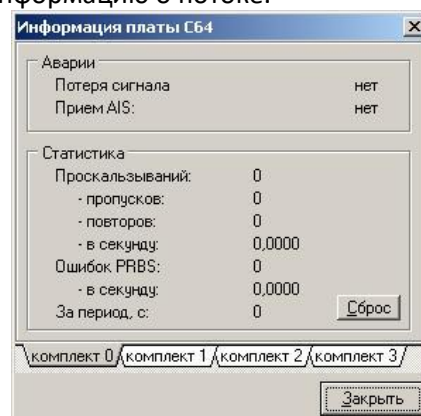 нформацию о потоке.
Информация платы С64
Аварии
Потеря сигнала нет
Прием AIS: нет
Статистика
Проскальзываний: 0
- пропусков: 0
- повторов: 0
- в секунду: 0,0000
Ошибок PRBS: 0
- в секунду: 0,0000
За период, с: 0 Сброс
комплект 0 комплект 1 комплект 2 комплект 3
Закрыть